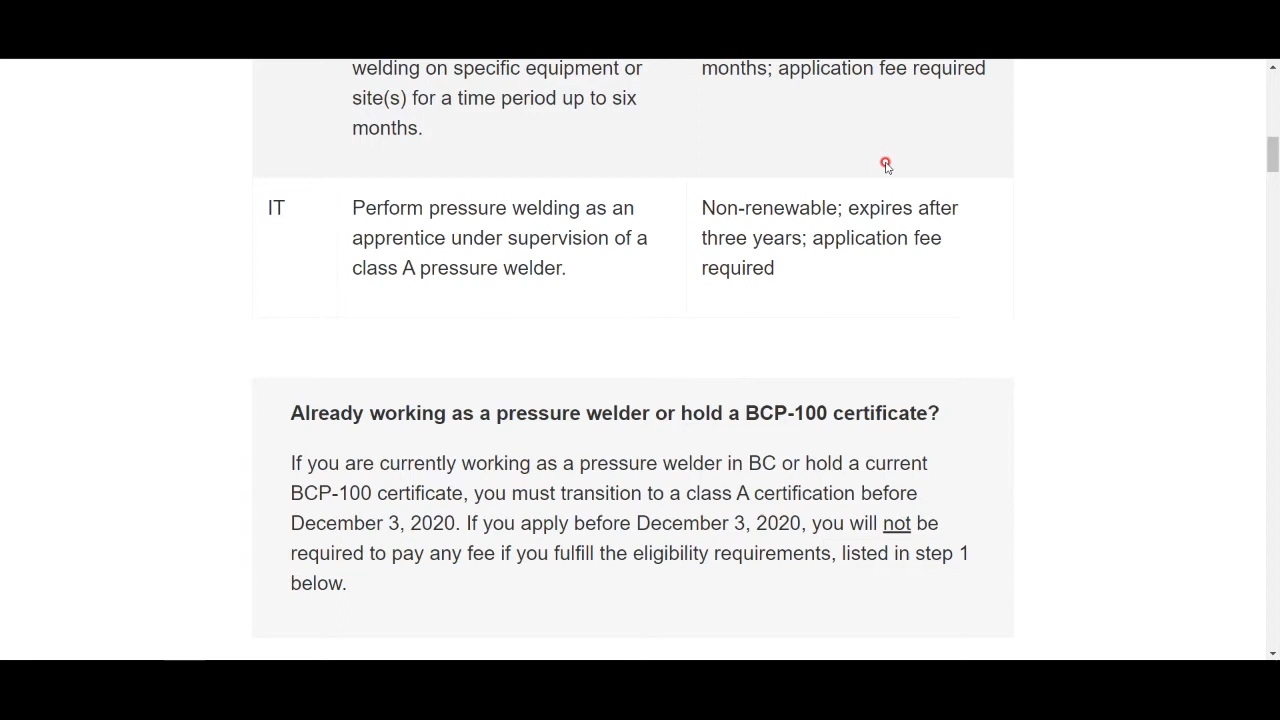 welding on specific equipment or
site(s) for a time period up to six
months.
months; application fee required
IT
Perform pressure welding as an
apprentice under supervision of a
class A pressure welder.
Non-renewable; expires after
three years; application fee
required
Already working as a pressure welder or hold a BCP-100 certificate?
If you are currently working as a pressure welder in BC or hold a current
BCP-100 certificate, you must transition to a class A certification before
December 3, 2020. If you apply before December 3, 2020, you will not be
required to pay any fee if you fulfill the eligibility requirements, listed in step 1
below.